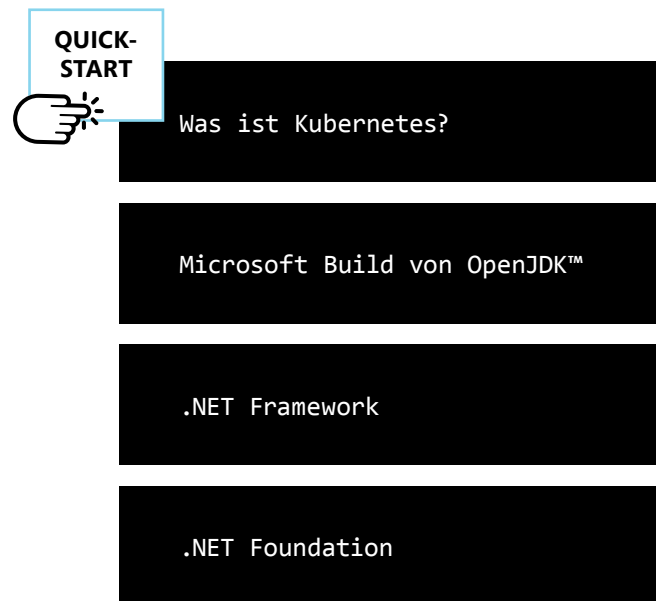 QUICK-
START
Was ist Kubernetes?
Microsoft Build von OpenJDK™
.NET Framework
.NET Foundation